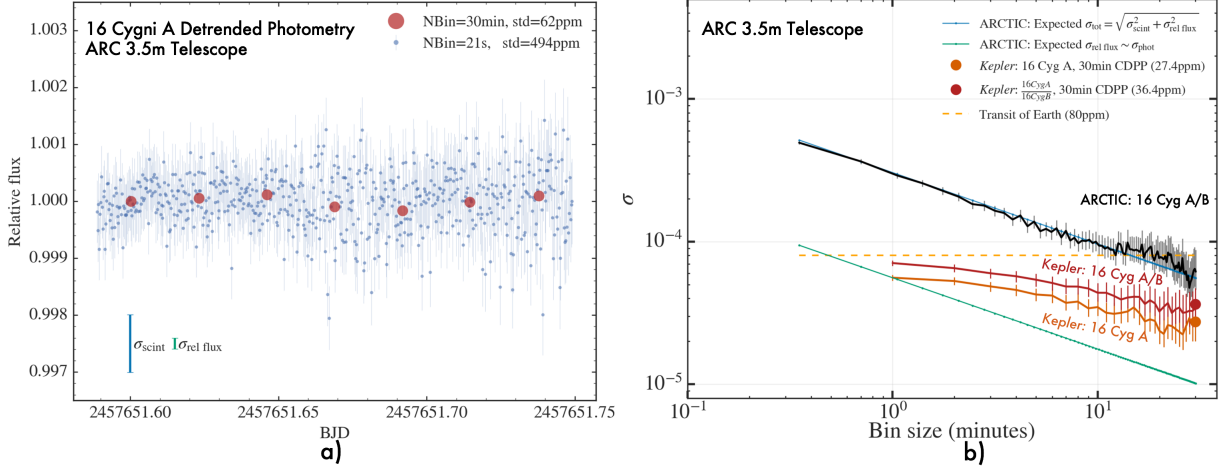 16 Cygni A Detrended Photometry
ARC 3.5m Telescope
NBin=30min, std=62ppm
NBin=21s, std=494ppm
1.003
1.002
1.001
1.000
0.999
0.998
0.997
Relative flux
σscint
σrel flux
2457651.60
2457651.65
2457651.70
2457651.75
BJD
a)
ARC 3.5m Telescope
ARCTIC: Expected σtot = √σ²scint + σ²rel flux
ARCTIC: Expected σrel flux ~ σphot
Kepler: 16 Cyg A, 30min CDPP (27.4ppm)
Kepler: 16CygA/16CygB, 30min CDPP (36.4ppm)
Transit of Earth (80ppm)
ARCTIC: 16 Cyg A/B
Kepler: 16 Cyg A/B
Kepler: 16 Cyg A
10⁻³
10⁻⁴
10⁻⁵
σ
10⁻¹
10⁰
10¹
Bin size (minutes)
b)